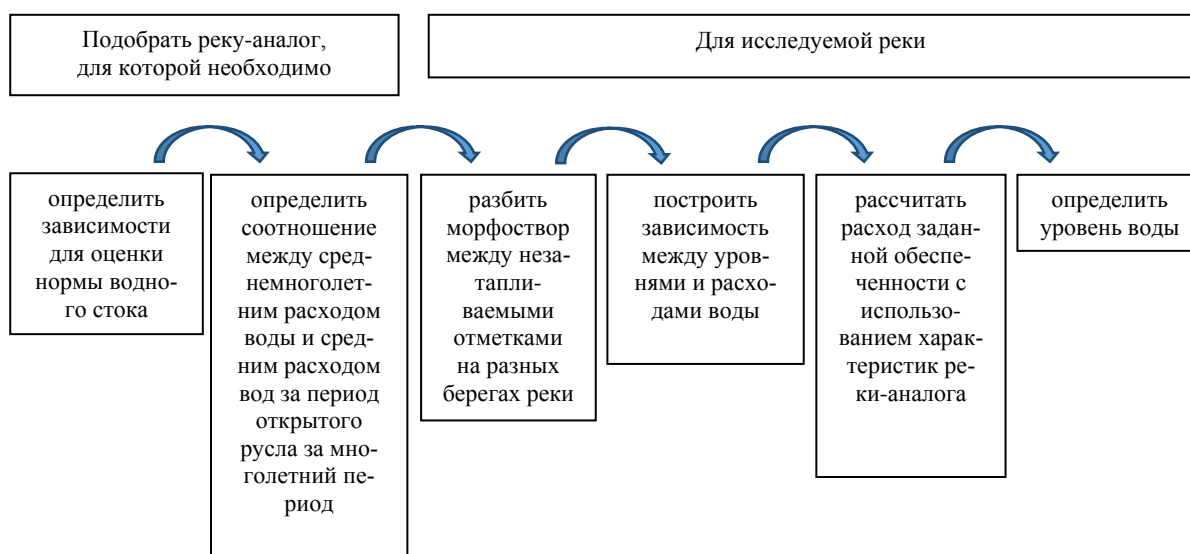 Подобрать реку-аналог,
для которой необходимо
Для исследуемой реки
определить
зависимости
для оценки
нормы водно-
го стока
определить
соотношение
между сред-
немноголет-
ним расходом
воды и сред-
ним расходом
вод за период
открытого
русла за мно-
голетний пе-
риод
разбить
морфоствор
между неза-
тапли-
ваемыми
отметками
на разных
берегах реки
построить
зависимость
между уров-
нями и расхо-
дами воды
рассчитать
расход задан-
ной обеспе-
ченности с
использо-
ванием харак-
теристик ре-
ки-аналога
определить
уровень воды